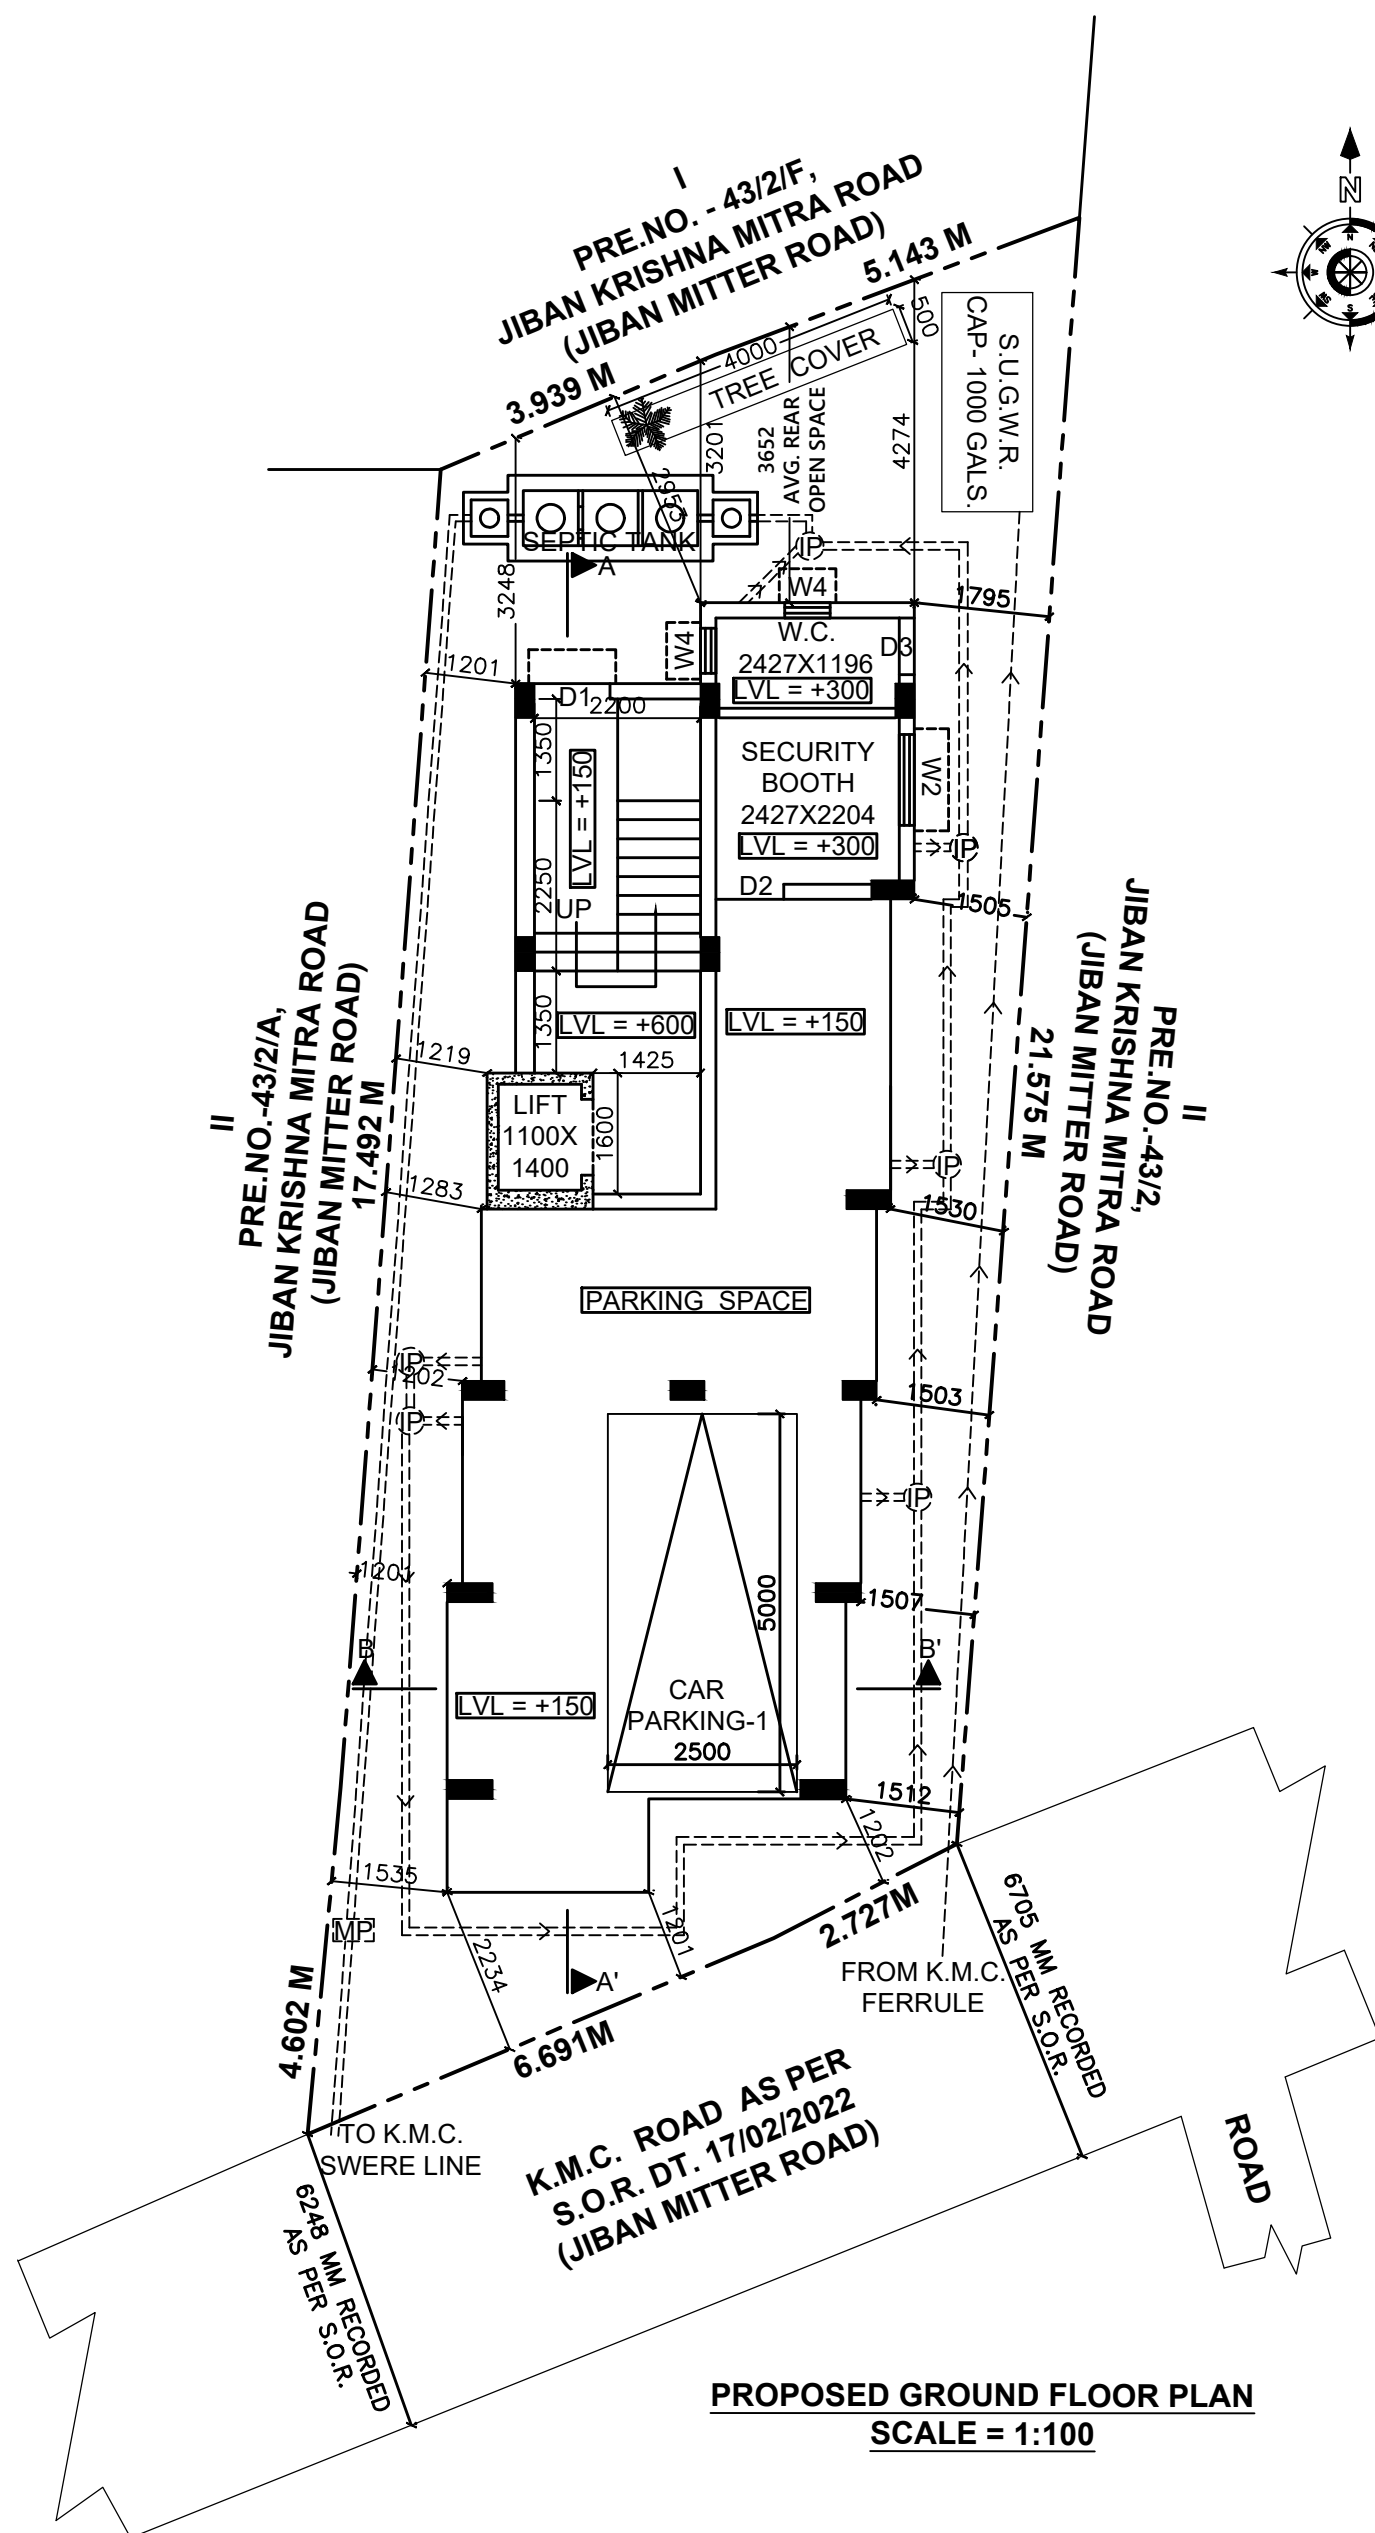 I
PRE.NO. - 43/2/F,
JIBAN KRISHNA MITRA ROAD
(JIBAN MITTER ROAD)
5.143 M
3.939 M
N
N
S
W
NW
SW
500
4000
TREE COVER
S.U.G.W.R.
CAP- 1000 GALS.
3201
3652
AVG. REAR
OPEN SPACE
4274
2953
SEPTIC TANK
A
IP
3248
W4
1795
W.C.
2427X1196
LVL = +300
D3
W4
1201
D1
2200
1350
LVL = +150
SECURITY
BOOTH
2427X2204
LVL = +300
W2
IP
D2
2250
UP
1505
1350
LVL = +600
LVL = +150
1219
1425
LIFT
1100X
1400
1600
II
PRE.NO.-43/2/A,
JIBAN KRISHNA MITRA ROAD
(JIBAN MITTER ROAD)
17.492 M
II
PRE.NO.-43/2,
JIBAN KRISHNA MITRA ROAD
(JIBAN MITTER ROAD)
21.575 M
IP
1283
1530
PARKING SPACE
IP
1202
1503
IP
IP
1201
5000
1507
B
B'
LVL = +150
CAR
PARKING-1
2500
1512
1202
1535
MP
2234
1201
A'
2.727M
4.602 M
FROM K.M.C.
FERRULE
6705 MM RECORDED
AS PER S.O.R.
6.691M
TO K.M.C.
SWERE LINE
K.M.C. ROAD AS PER
S.O.R. DT. 17/02/2022
(JIBAN MITTER ROAD)
ROAD
6248 MM RECORDED
AS PER S.O.R.
PROPOSED GROUND FLOOR PLAN
SCALE = 1:100